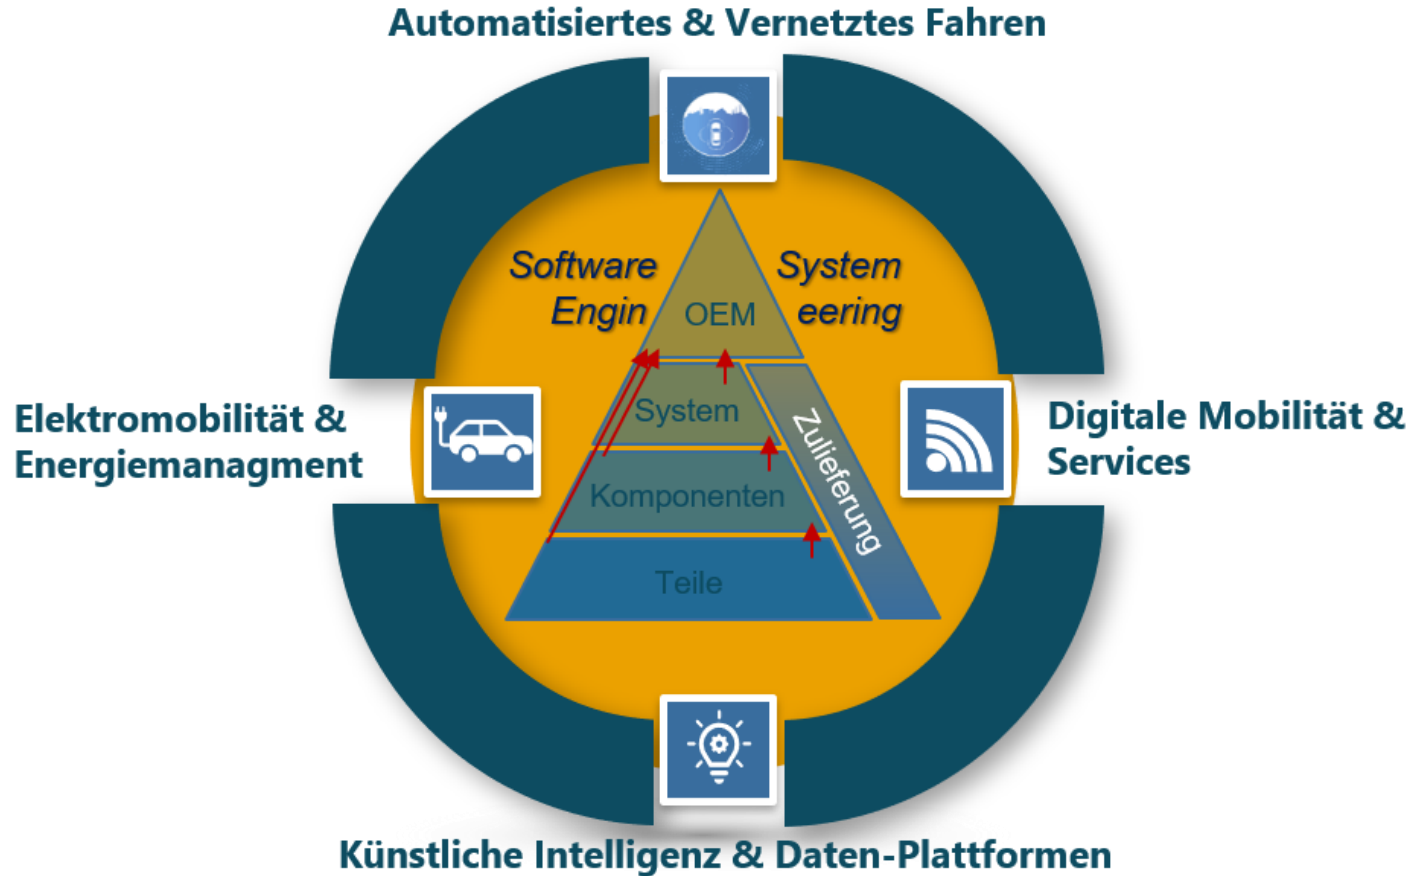 Automatisiertes & Vernetztes Fahren
Software System
Engin eering
OEM
System
Komponenten
Teile
Zulieferung
Elektromobilität &
Energiemanagment
Digitale Mobilität &
Services
Künstliche Intelligenz & Daten-Plattformen